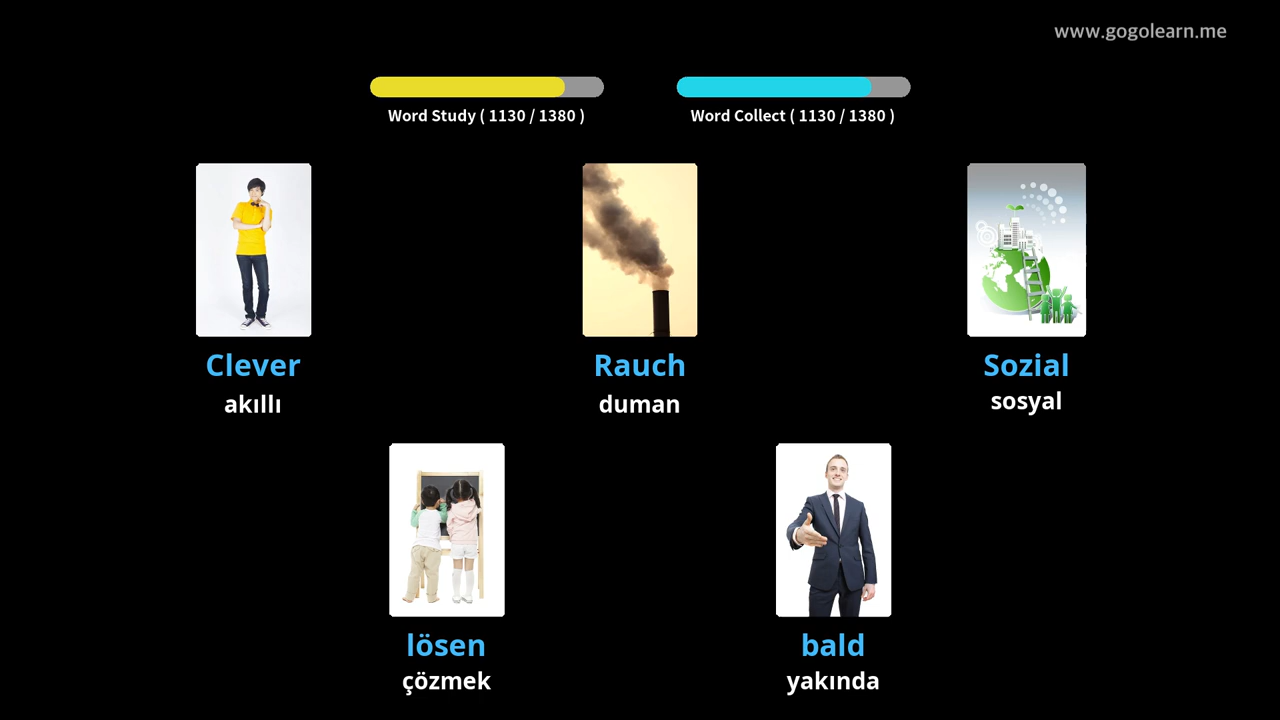 www.gogolearn.me
Word Study ( 1130 / 1380 )
Word Collect ( 1130 / 1380 )
Clever
akıllı
Rauch
duman
Sozial
sosyal
lösen
çözmek
bald
yakında